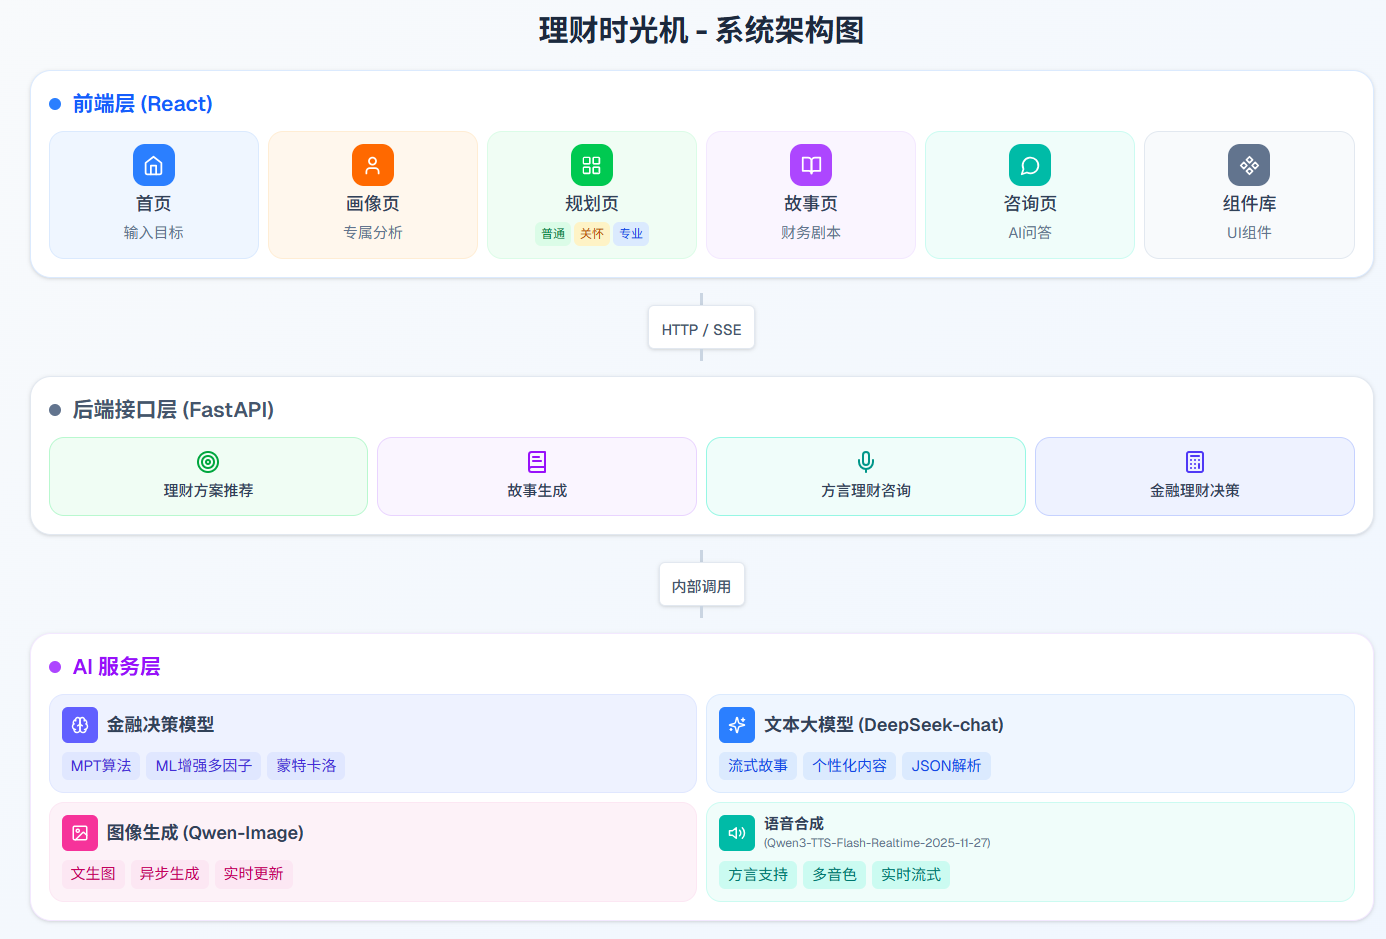 理财时光机 - 系统架构图
前端层 (React)
首页
输入目标
画像页
专属分析
规划页
普通 关怀 专业
故事页
财务剧本
咨询页
AI问答
组件库
UI组件
HTTP / SSE
后端接口层 (FastAPI)
理财方案推荐
故事生成
方言理财咨询
金融理财决策
内部调用
AI 服务层
金融决策模型
MPT算法 ML增强多因子 蒙特卡洛
文本大模型 (DeepSeek-chat)
流式故事 个性化内容 JSON解析
图像生成 (Qwen-Image)
文生图 异步生成 实时更新
语音合成
(Qwen3-TTS-Flash-Realtime-2025-11-27)
方言支持 多音色 实时流式